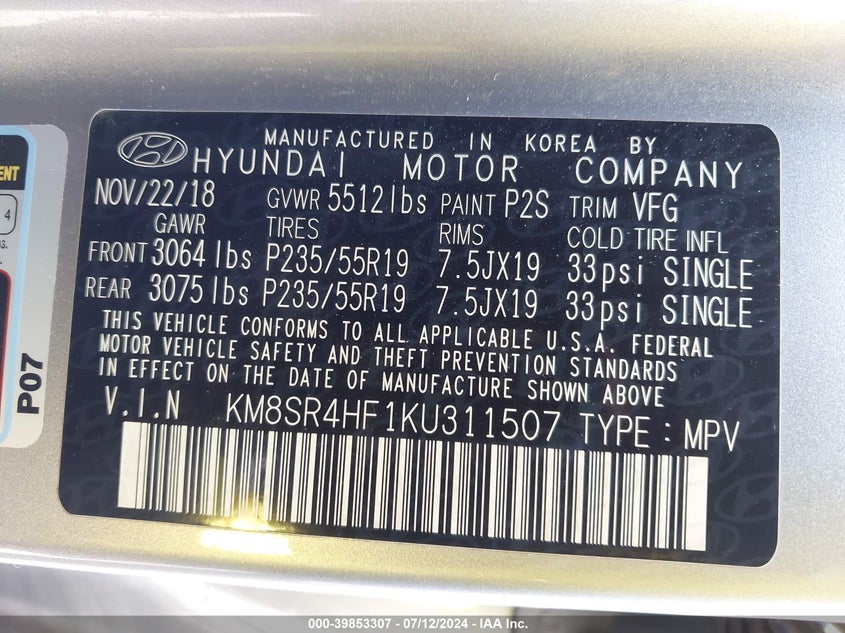 MANUFACTURED IN KOREA BY
HYUNDAI MOTOR COMPANY
NOV/22/18 GVWR 5512lbs PAINT P2S TRIM VFG
GAWR TIRES RIMS COLD TIRE INFL
FRONT 3064lbs P235/55R19 7.5JX19 33psi SINGLE
REAR 3075lbs P235/55R19 7.5JX19 33psi SINGLE
THIS VEHICLE CONFORMS TO ALL APPLICABLE U.S.A. FEDERAL
MOTOR VEHICLE SAFETY AND THEFT PREVENTION STANDARDS
IN EFFECT ON THE DATE OF MANUFACTURE SHOWN ABOVE
V.I.N KM8SR4HF1KU311507 TYPE : MPV
4
P07
000-39853307 - 07/12/2024 - IAA Inc.